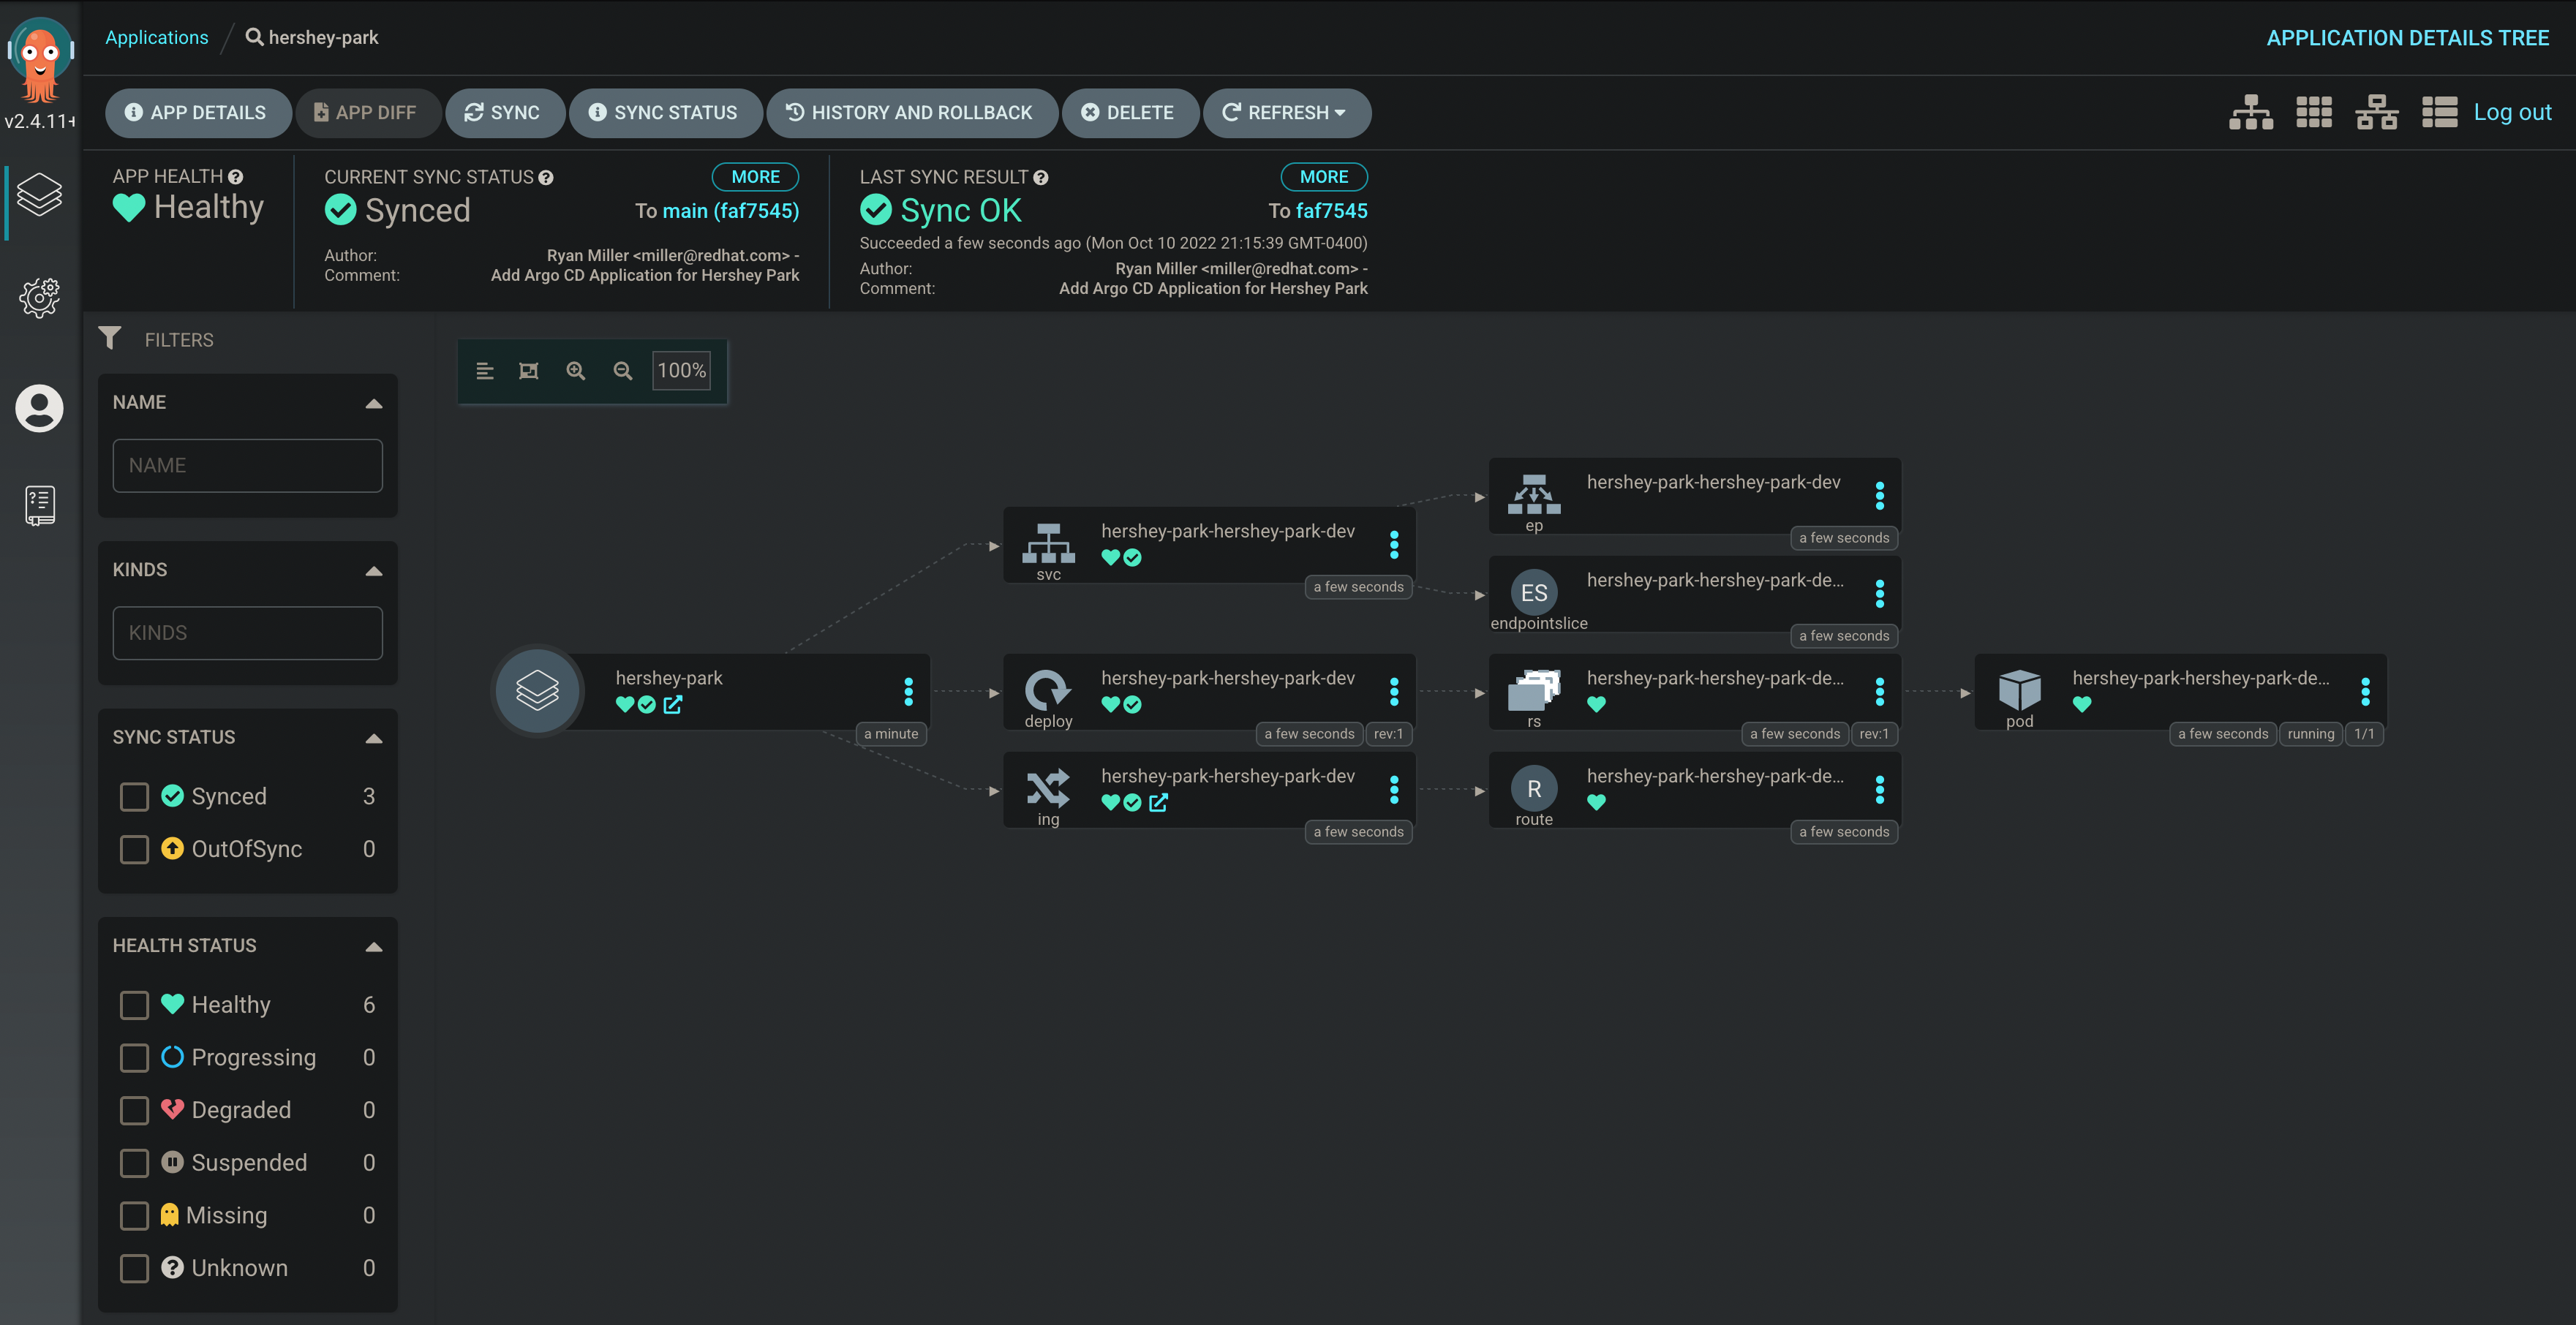 Applications
hershey-park
APPLICATION DETAILS TREE
v2.4.11+
APP DETAILS
APP DIFF
SYNC
SYNC STATUS
HISTORY AND ROLLBACK
DELETE
REFRESH
Log out
APP HEALTH
Healthy
CURRENT SYNC STATUS
MORE
Synced
To main (faf7545)
Author:
Ryan Miller <miller@redhat.com> -
Comment:
Add Argo CD Application for Hershey Park
LAST SYNC RESULT
MORE
Sync OK
To faf7545
Succeeded a few seconds ago (Mon Oct 10 2022 21:15:39 GMT-0400)
Author:
Ryan Miller <miller@redhat.com> -
Comment:
Add Argo CD Application for Hershey Park
FILTERS
NAME
NAME
KINDS
KINDS
SYNC STATUS
Synced 3
OutOfSync 0
HEALTH STATUS
Healthy 6
Progressing 0
Degraded 0
Suspended 0
Missing 0
Unknown 0
100%
hershey-park
a minute
hershey-park-hershey-park-dev
svc
a few seconds
hershey-park-hershey-park-dev
deploy
a few seconds
rev:1
hershey-park-hershey-park-dev
ing
a few seconds
hershey-park-hershey-park-dev
ep
a few seconds
ES
hershey-park-hershey-park-de...
endpointslice
a few seconds
hershey-park-hershey-park-de...
rs
a few seconds
rev:1
R
hershey-park-hershey-park-de...
route
a few seconds
hershey-park-hershey-park-de...
pod
a few seconds
running
1/1